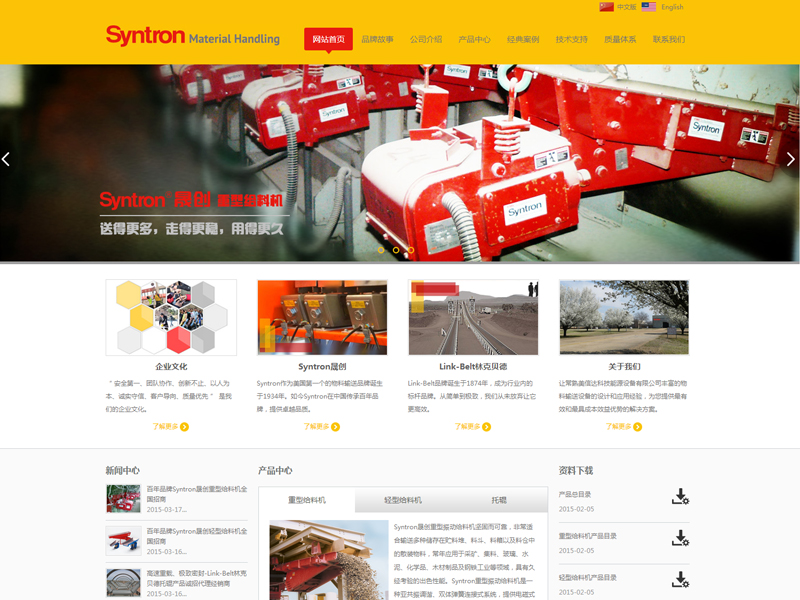 中文版 English
Syntron Material Handling
网站首页 品牌故事 公司介绍 产品中心 经典案例 技术支持 质量体系 联系我们
Syntron
Syntron
Syntron
Syntron
Syntron
Syntron 晟创 重型给料机
送得更多，走得更稳，用得更久
企业文化
“ 安全第一、团队协作、创新不止、以人为
本、诚实守信、客户导向、质量优先 ” 是我
们的企业文化。
了解更多
Syntron晟创
Syntron作为美国第一个的物料输送品牌诞生
于1934年。如今Syntron在中国传承百年品
牌，提供卓越品质。
了解更多
Link-Belt林克贝德
Link-Belt品牌诞生于1874年，成为行业内的
标杆品牌。从简单到极致，我们从未放弃让它
更高效。
了解更多
关于我们
让常熟美信达科技能源设备有限公司丰富的物
料输送设备的设计和应用经验，为您提供最有
效和最具成本效益优势的解决方案。
了解更多
新闻中心
百年品牌Syntron晟创重型给料机全
国招商
2015-03-17...
百年品牌Syntron晟创轻型给料机全
国招商
2015-03-16...
高速重载、极致密封-Link-Belt林克
贝德托辊产品诚招代理经销商
2015-03-16...
产品中心
重型给料机 轻型给料机 托辊
Syntron晟创重型振动给料机坚固而可靠，非常适
合输送多种储存在贮料堆、料斗、料槽以及料仓中
的散装物料，常年应用于采矿、集料、玻璃、水
泥、化学品、木材制品及钢铁工业等领域，具有久
经考验的出色性能。Syntron重型振动给料机是一
种亚共振调谐、双体弹簧连接式系统，提供电磁式
资料下载
产品总目录
2015-02-05
重型给料机产品目录
2015-02-05
轻型给料机产品目录
2015-02-05